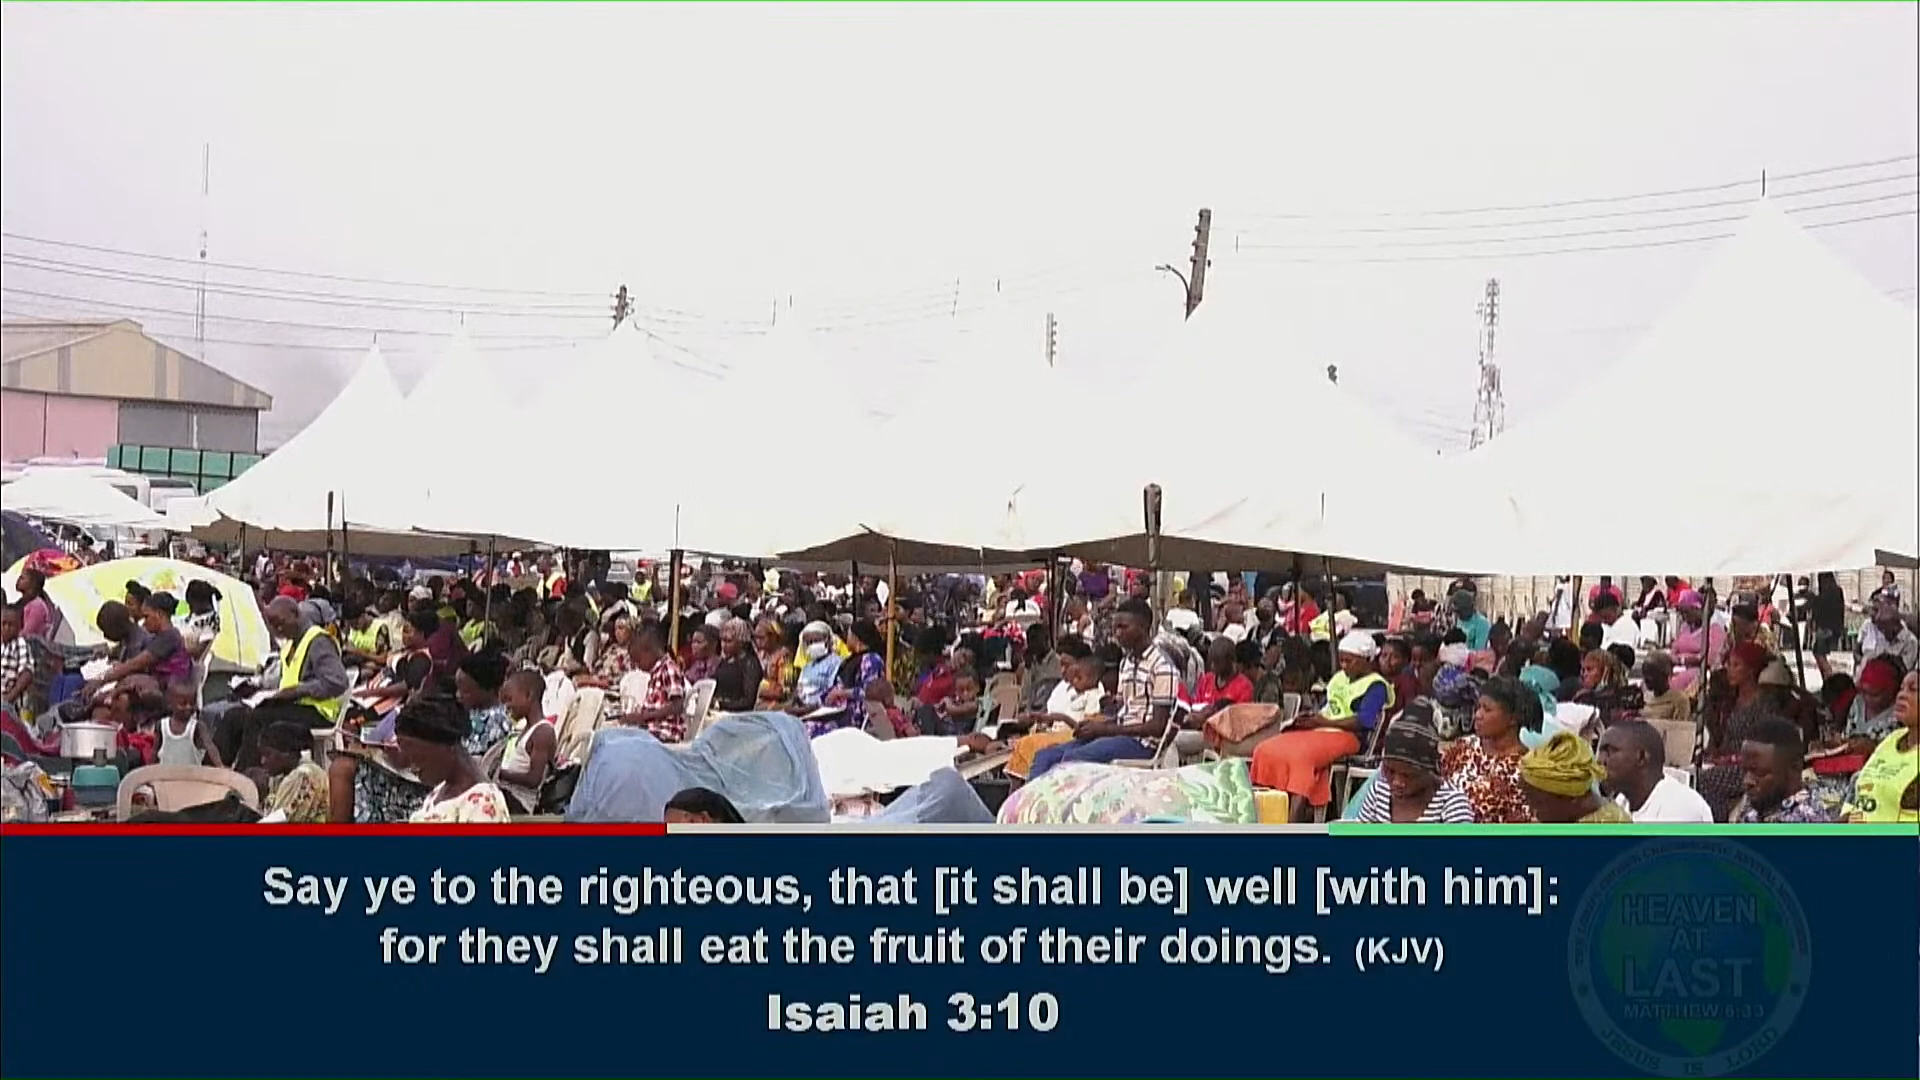 Say ye to the righteous, that [it shall be] well [with him]:
for they shall eat the fruit of their doings. (KJV)
Isaiah 3:10
HEAVEN
AT
LAST
MATTHEW 6:33
JESUS IS LORD